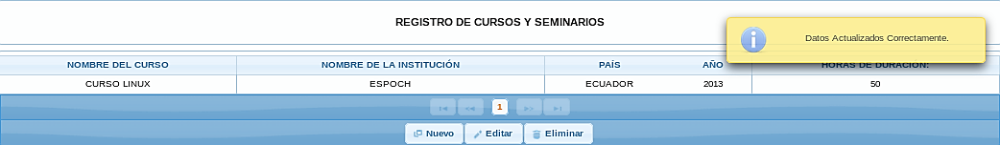 REGISTRO DE CURSOS Y SEMINARIOS
Datos Actualizados Correctamente.
NOMBRE DEL CURSO NOMBRE DE LA INSTITUCIÓN PAÍS AÑO HORAS DE DURACIÓN:
CURSO LINUX ESPOCH ECUADOR 2013 50
1
Nuevo Editar Eliminar